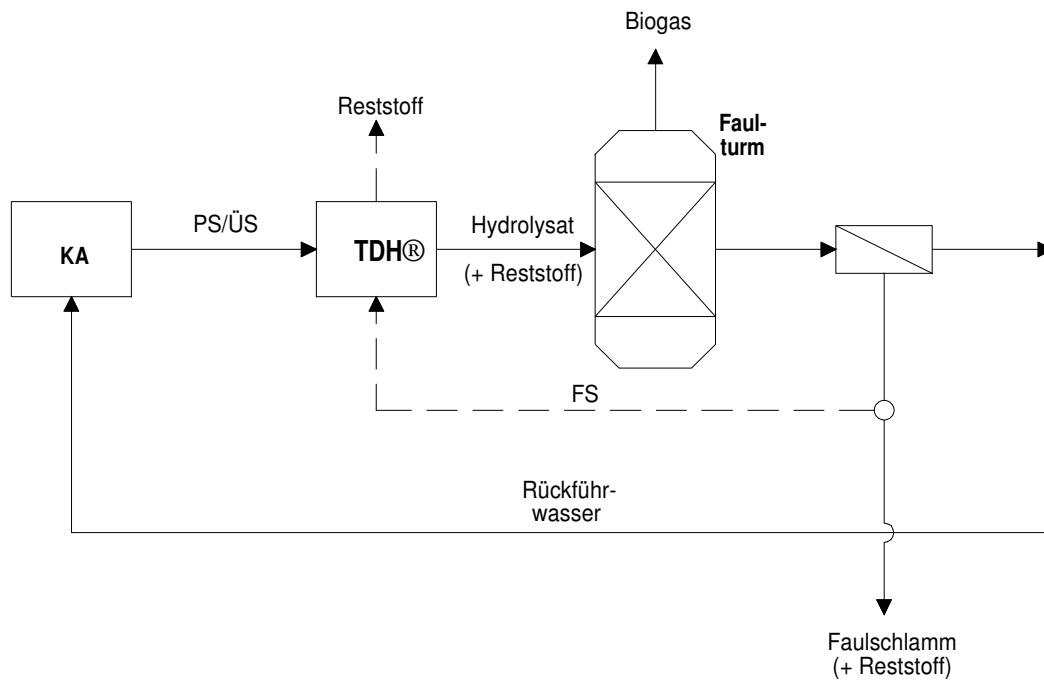 Biogas
Reststoff
Faul-
turm
KA
PS/ÜS
TDH®
Hydrolysat
(+ Reststoff)
FS
Rückführ-
wasser
Faulschlamm
(+ Reststoff)